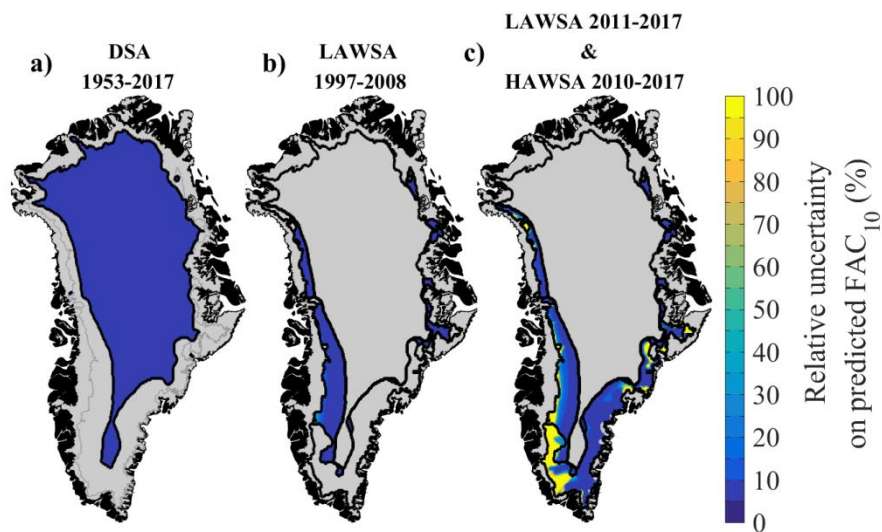 a) DSA
1953-2017
b) LAWSA
1997-2008
c) LAWSA 2011-2017
&
HAWSA 2010-2017
100
90
80
70
60
50
40
30
20
10
0
Relative uncertainty
on predicted FAC10 (%)